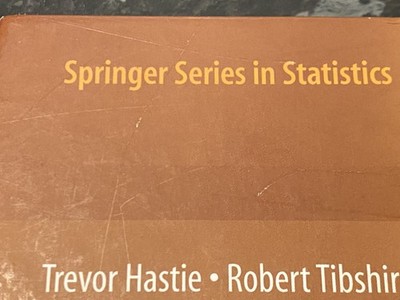 Springer Series in Statistics
Trevor Hastie • Robert Tibshir